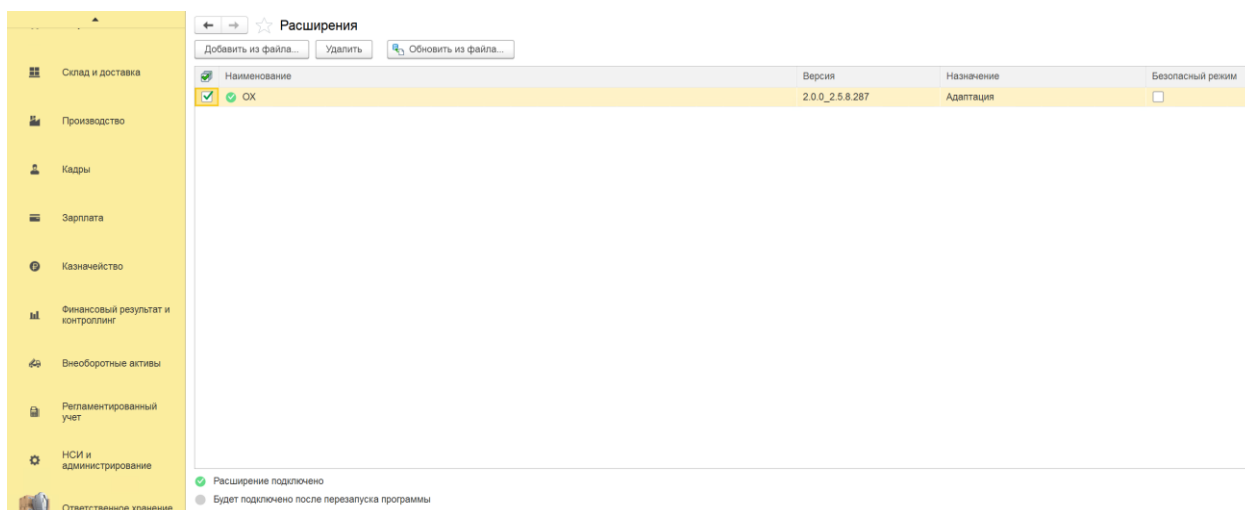 Расширения
Добавить из файла...
Удалить
Обновить из файла...
Наименование Версия Назначение Безопасный режим
ОХ 2.0.0_2.5.8.287 Адаптация
Склад и доставка
Производство
Кадры
Зарплата
Казначейство
Финансовый результат и
контроллинг
Внеоборотные активы
Регламентированный
учет
НСИ и
администрирование
Ответственное хранение
Расширение подключено
Будет подключено после перезапуска программы